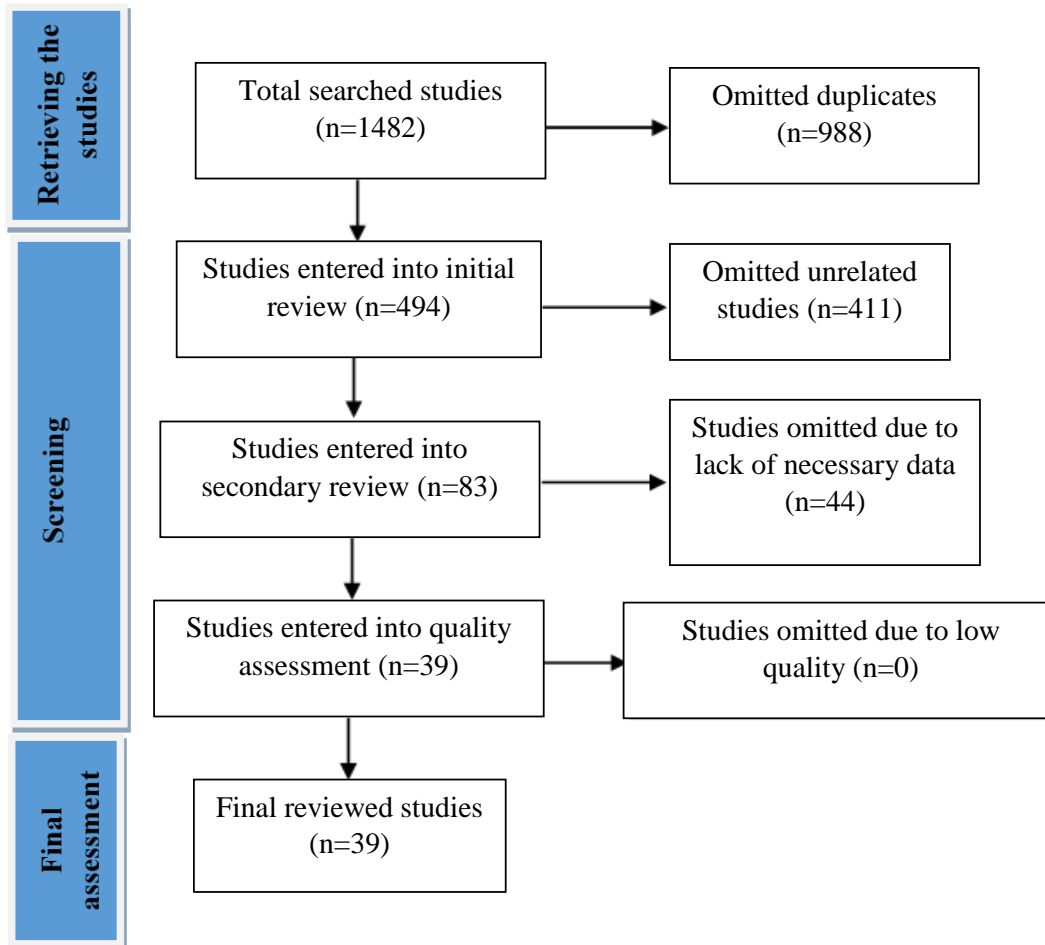 Retrieving the
studies
Total searched studies
(n=1482)
Omitted duplicates
(n=988)
Screening
Studies entered into initial
review (n=494)
Omitted unrelated
studies (n=411)
Studies entered into
secondary review (n=83)
Studies omitted due to
lack of necessary data
(n=44)
Studies entered into quality
assessment (n=39)
Studies omitted due to low
quality (n=0)
Final
assessment
Final reviewed studies
(n=39)